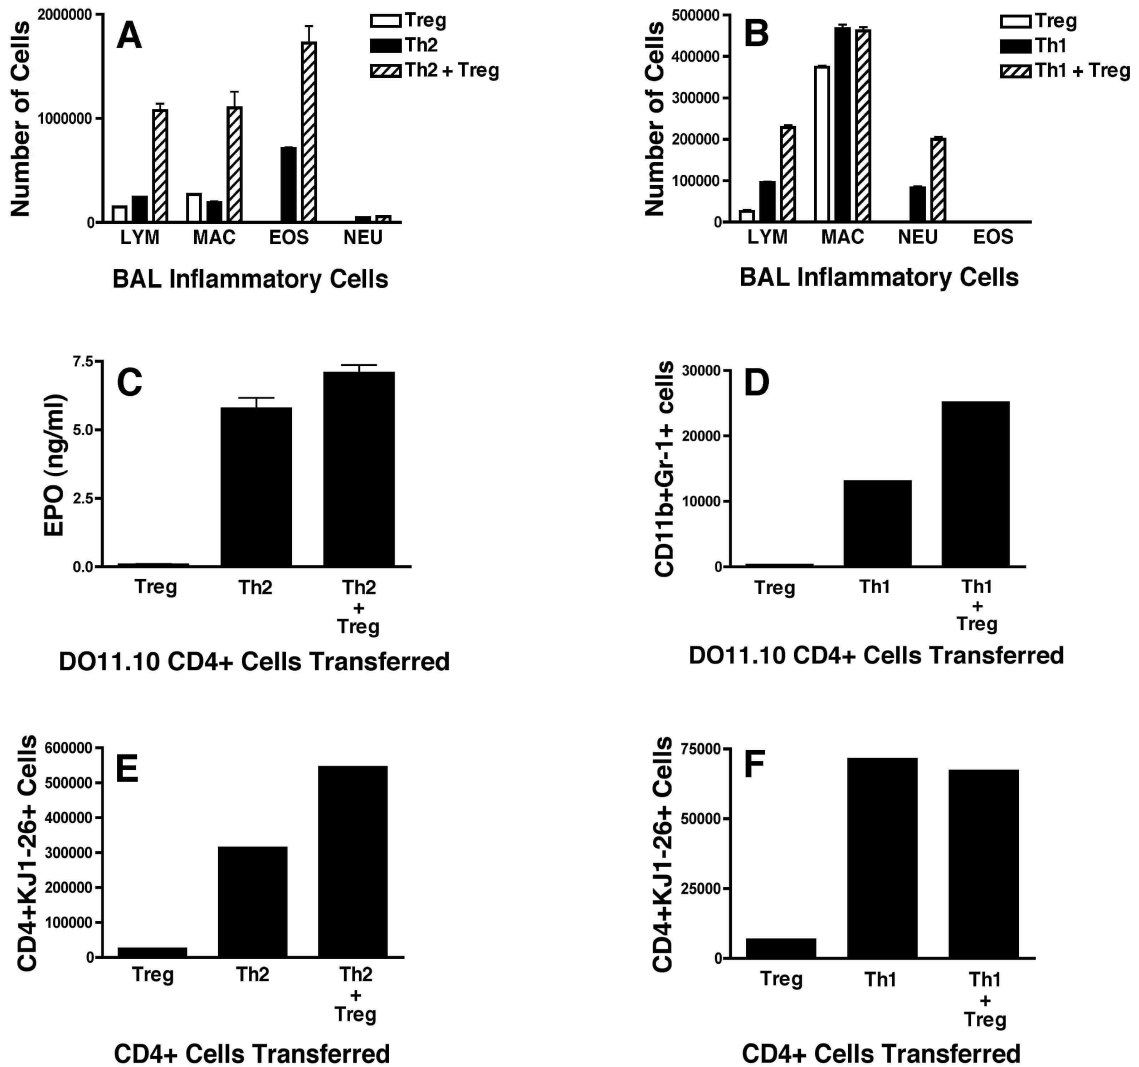 A
Number of Cells
2000000
1000000
0
Treg
Th2
Th2 + Treg
LYM MAC EOS NEU
BAL Inflammatory Cells
B
Number of Cells
500000
400000
300000
200000
100000
0
Treg
Th1
Th1 + Treg
LYM MAC NEU EOS
BAL Inflammatory Cells
C
EPO (ng/ml)
7.5
5.0
2.5
0.0
Treg Th2 Th2
+
Treg
DO11.10 CD4+ Cells Transferred
D
CD11b+Gr-1+ cells
30000
20000
10000
0
Treg Th1 Th1
+
Treg
DO11.10 CD4+ Cells Transferred
E
CD4+KJ1-26+ Cells
600000
500000
400000
300000
200000
100000
0
Treg Th2 Th2
+
Treg
CD4+ Cells Transferred
F
CD4+KJ1-26+ Cells
75000
50000
25000
0
Treg Th1 Th1
+
Treg
CD4+ Cells Transferred